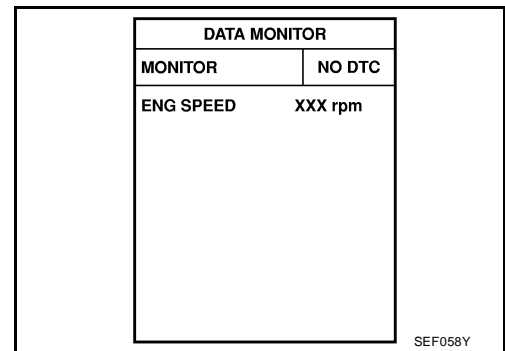 DATA MONITOR
MONITOR NO DTC
ENG SPEED XXX rpm
SEF058Y